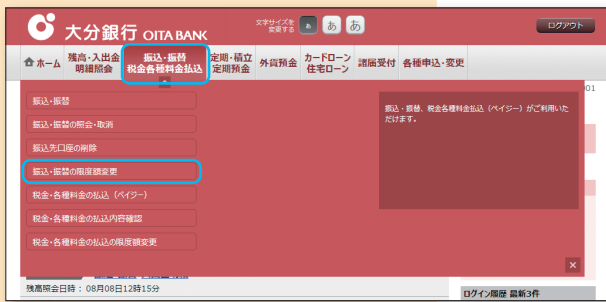 大分銀行 OITA BANK
文字サイズを
変更する
あ あ あ
ログアウト
ホーム
残高・入出金
明細照会
振込・振替
税金各種料金払込
定期・積立
定期預金
外貨預金
カードローン
住宅ローン
諸届受付
各種申込・変更
001
振込・振替
振込・振替の照会・取消
振込先口座の削除
振込・振替の限度額変更
税金・各種料金の払込(ペイジー)
税金・各種料金の払込内容確認
税金・各種料金の払込の限度額変更
振込・振替、税金各種料金払込(ペイジー)がご利用いた
だけます。
×
残高照会日時:08月08日12時15分
ログイン履歴 最新3件